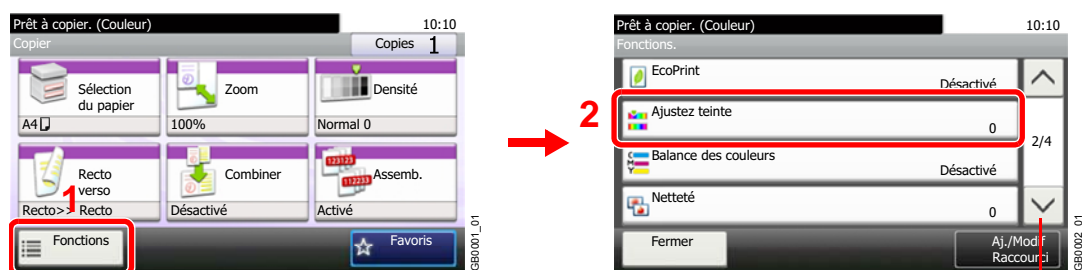 Prêt à copier. (Couleur)
10:10
Copier
Copies 1
Sélection
du papier
A4
Zoom
100%
Densité
Normal 0
Recto
verso
Recto>> Recto
Combiner
Désactivé
Assemb.
Activé
123123
112233
1
Fonctions
Favoris
GB0001_01
Prêt à copier. (Couleur)
10:10
Fonctions.
EcoPrint
Désactivé
2
Ajustez teinte
0
2/4
C
M
Y
Balance des couleurs
Désactivé
Netteté
0
Fermer
Aj./Modif
Raccourci
GB0002_01